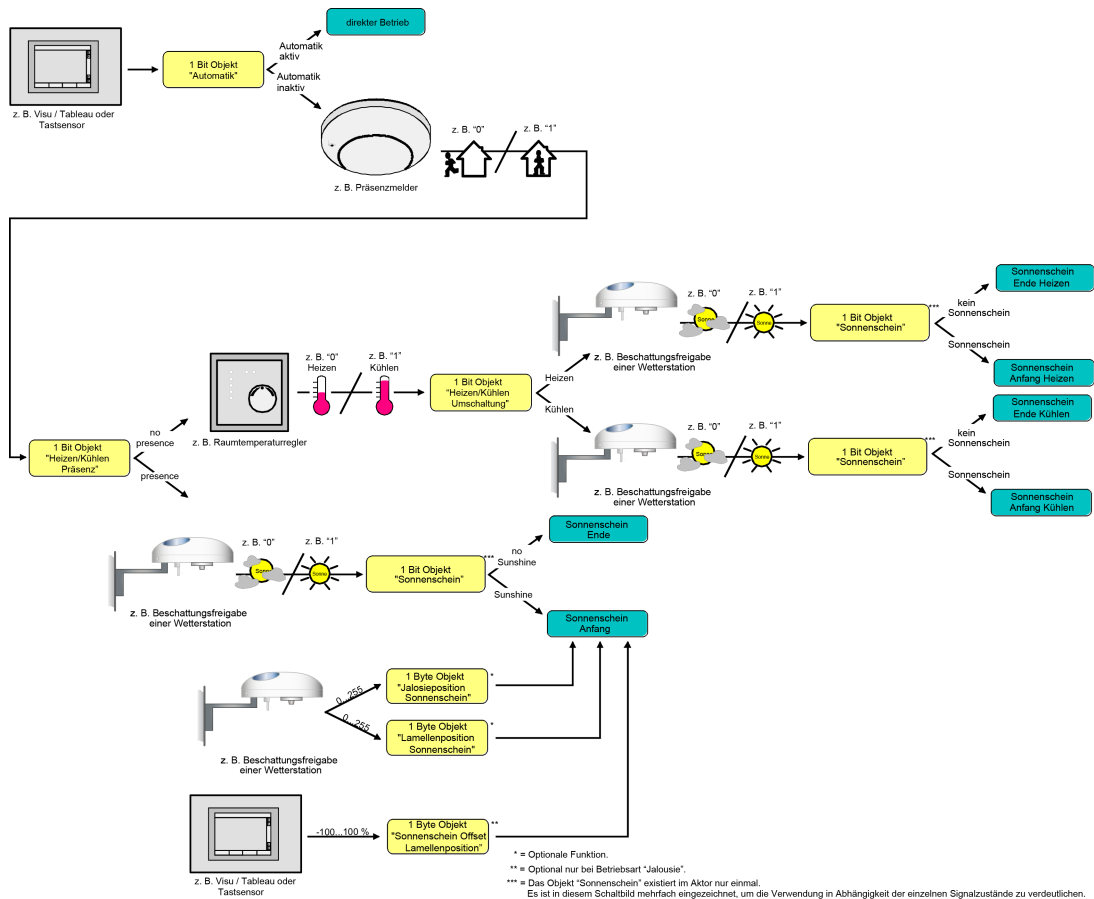 direkter Betrieb
Automatik
aktiv
1 Bit Objekt
"Automatik"
Automatik
inaktiv
z. B. Visu / Tableau oder
Tastsensor
z. B. "0"
z. B. "1"
z. B. Präsenzmelder
Sonnenschein
Ende Heizen
z. B. "0"
z. B. "1"
kein
Sonnenschein
Sonne
Sonne
1 Bit Objekt
"Sonnenschein"
***
Sonnenschein
z. B. Beschattungsfreigabe
einer Wetterstation
Sonnenschein
Anfang Heizen
z. B. "0"
Heizen
z. B. "1"
Kühlen
1 Bit Objekt
"Heizen/Kühlen
Umschaltung"
Heizen
Kühlen
z. B. Raumtemperaturregler
Sonnenschein
Ende Kühlen
z. B. "0"
z. B. "1"
kein
Sonnenschein
Sonne
Sonne
1 Bit Objekt
"Sonnenschein"
***
Sonnenschein
z. B. Beschattungsfreigabe
einer Wetterstation
Sonnenschein
Anfang Kühlen
1 Bit Objekt
"Heizen/Kühlen
Präsenz"
no
presence
presence
Sonnenschein
Ende
z. B. "0"
z. B. "1"
no
Sunshine
Sonne
Sonne
1 Bit Objekt
"Sonnenschein"
***
Sunshine
z. B. Beschattungsfreigabe
einer Wetterstation
Sonnenschein
Anfang
0...255
1 Byte Objekt
"Jalosieposition
Sonnenschein"
*
0...255
1 Byte Objekt
"Lamellenposition
Sonnenschein"
*
z. B. Beschattungsfreigabe
einer Wetterstation
-100...100 %
1 Byte Objekt
"Sonnenschein Offset
Lamellenposition"
**
z. B. Visu / Tableau oder
Tastsensor
* = Optionale Funktion.
** = Optional nur bei Betriebsart "Jalousie".
*** = Das Objekt "Sonnenschein" existiert im Aktor nur einmal.
Es ist in diesem Schaltbild mehrfach eingezeichnet, um die Verwendung in Abhängigkeit der einzelnen Signalzustände zu verdeutlichen.